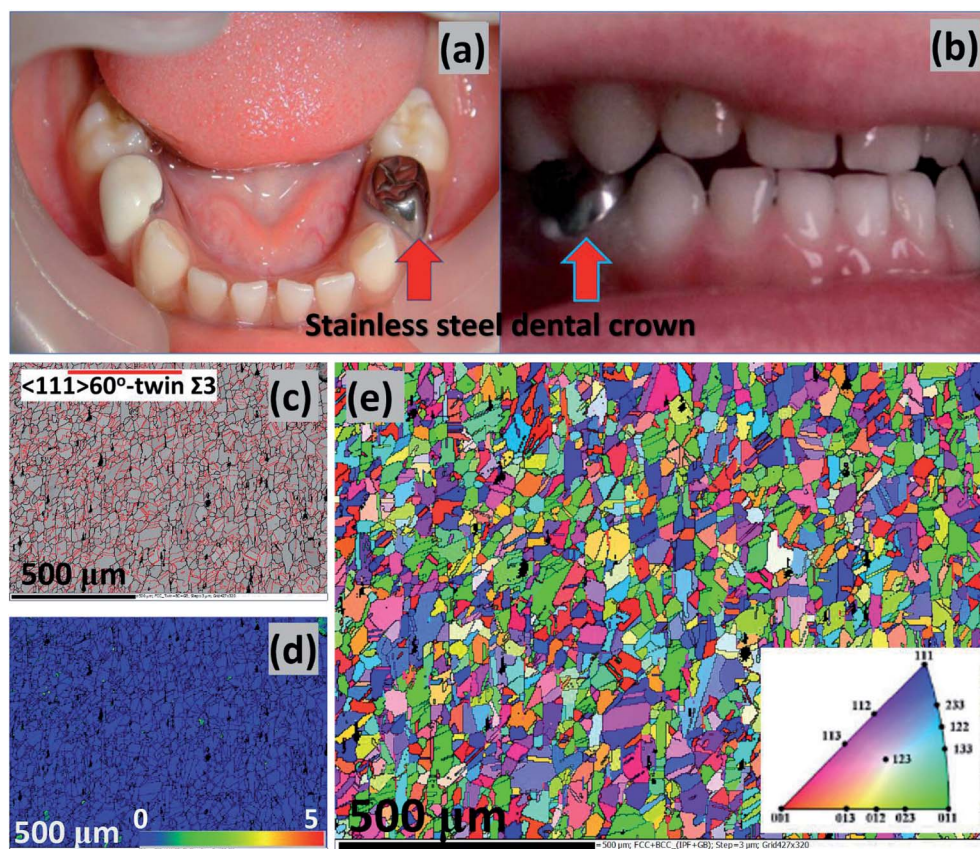 (a)
(b)
Stainless steel dental crown
<111>60°-twin Σ3
(c)
500 μm
(d)
0 5
500 μm
(e)
111
112 233
122
113 133
123
001 013 012 023 011
500 μm
=500 μm; FCC+BCC_(IPF+GB); Step=3 μm; Grid427x320